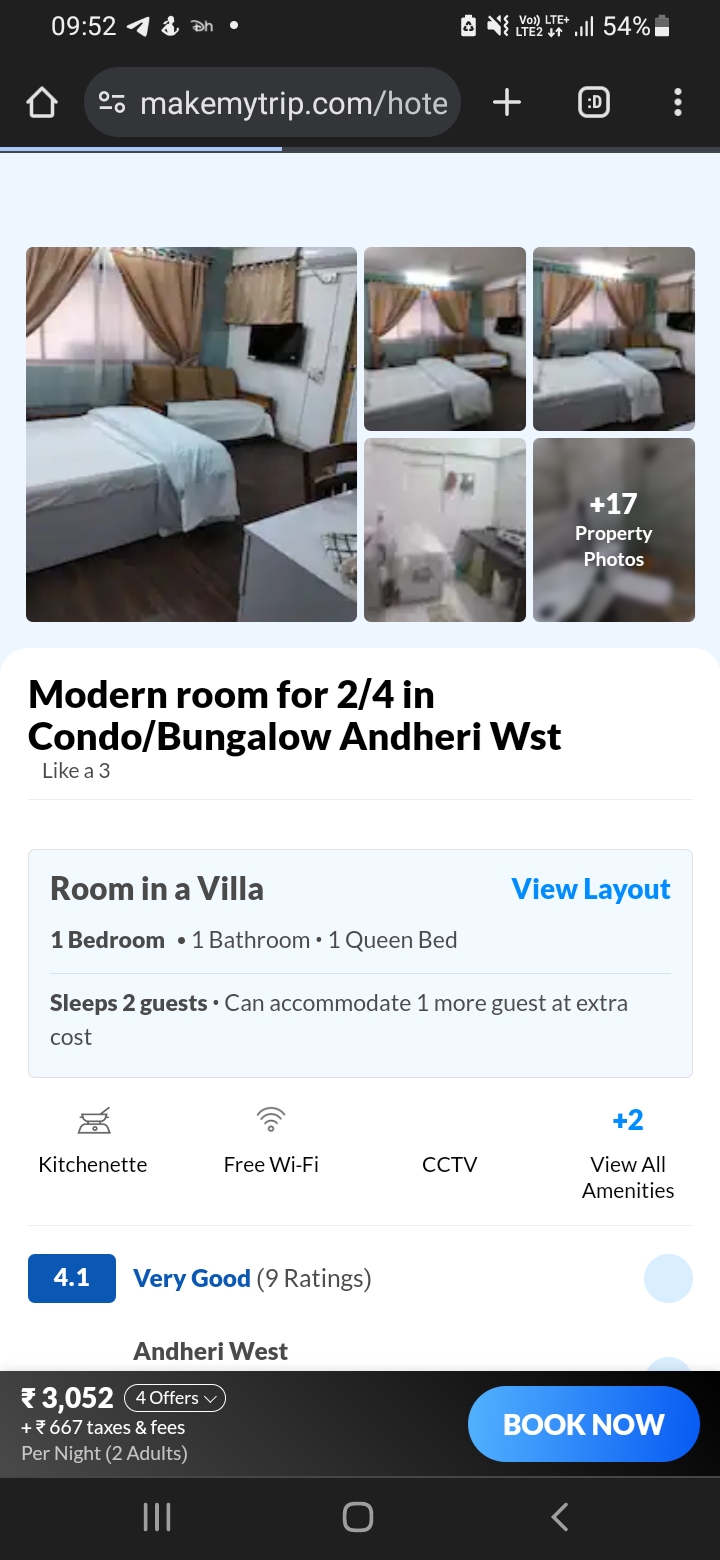 09:52
Vo)) LTE+
LTE2
54%
makemytrip.com/hote
:D
+17
Property
Photos
Modern room for 2/4 in
Condo/Bungalow Andheri Wst
Like a 3
Room in a Villa
View Layout
1 Bedroom • 1 Bathroom • 1 Queen Bed
Sleeps 2 guests • Can accommodate 1 more guest at extra
cost
Kitchenette
Free Wi-Fi
CCTV
+2
View All
Amenities
4.1
Very Good (9 Ratings)
Andheri West
₹ 3,052
4 Offers
+ ₹ 667 taxes & fees
Per Night (2 Adults)
BOOK NOW